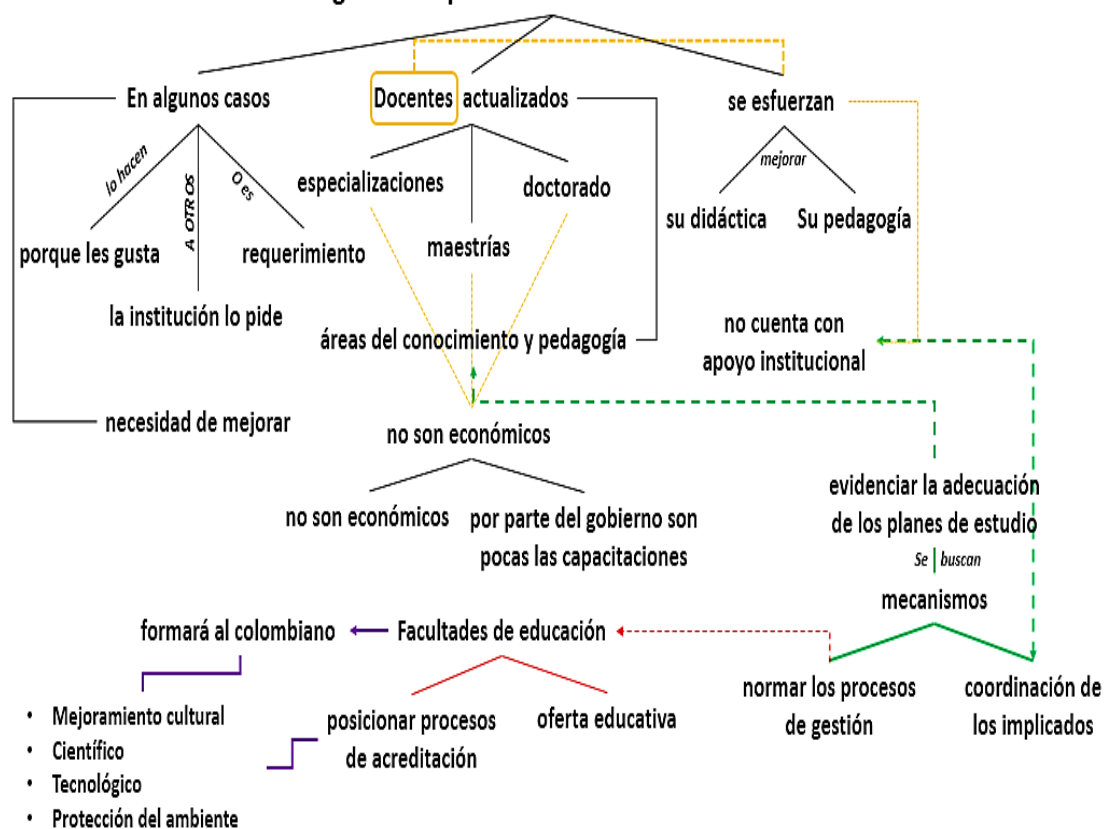 En algunos casos
Docentes actualizados
se esfuerzan
lo hacen
A OTROS
O es
mejorar
especializaciones
doctorado
su didáctica
Su pedagogía
porque les gusta
requerimiento
maestrías
la institución lo pide
áreas del conocimiento y pedagogía
no cuenta con
apoyo institucional
necesidad de mejorar
no son económicos
evidenciar la adecuación
de los planes de estudio
no son económicos
por parte del gobierno son
pocas las capacitaciones
Se buscan
mecanismos
formará al colombiano
Facultades de educación
normar los procesos
de gestión
coordinación de
los implicados
posicionar procesos
de acreditación
oferta educativa
• Mejoramiento cultural
• Científico
• Tecnológico
• Protección del ambiente